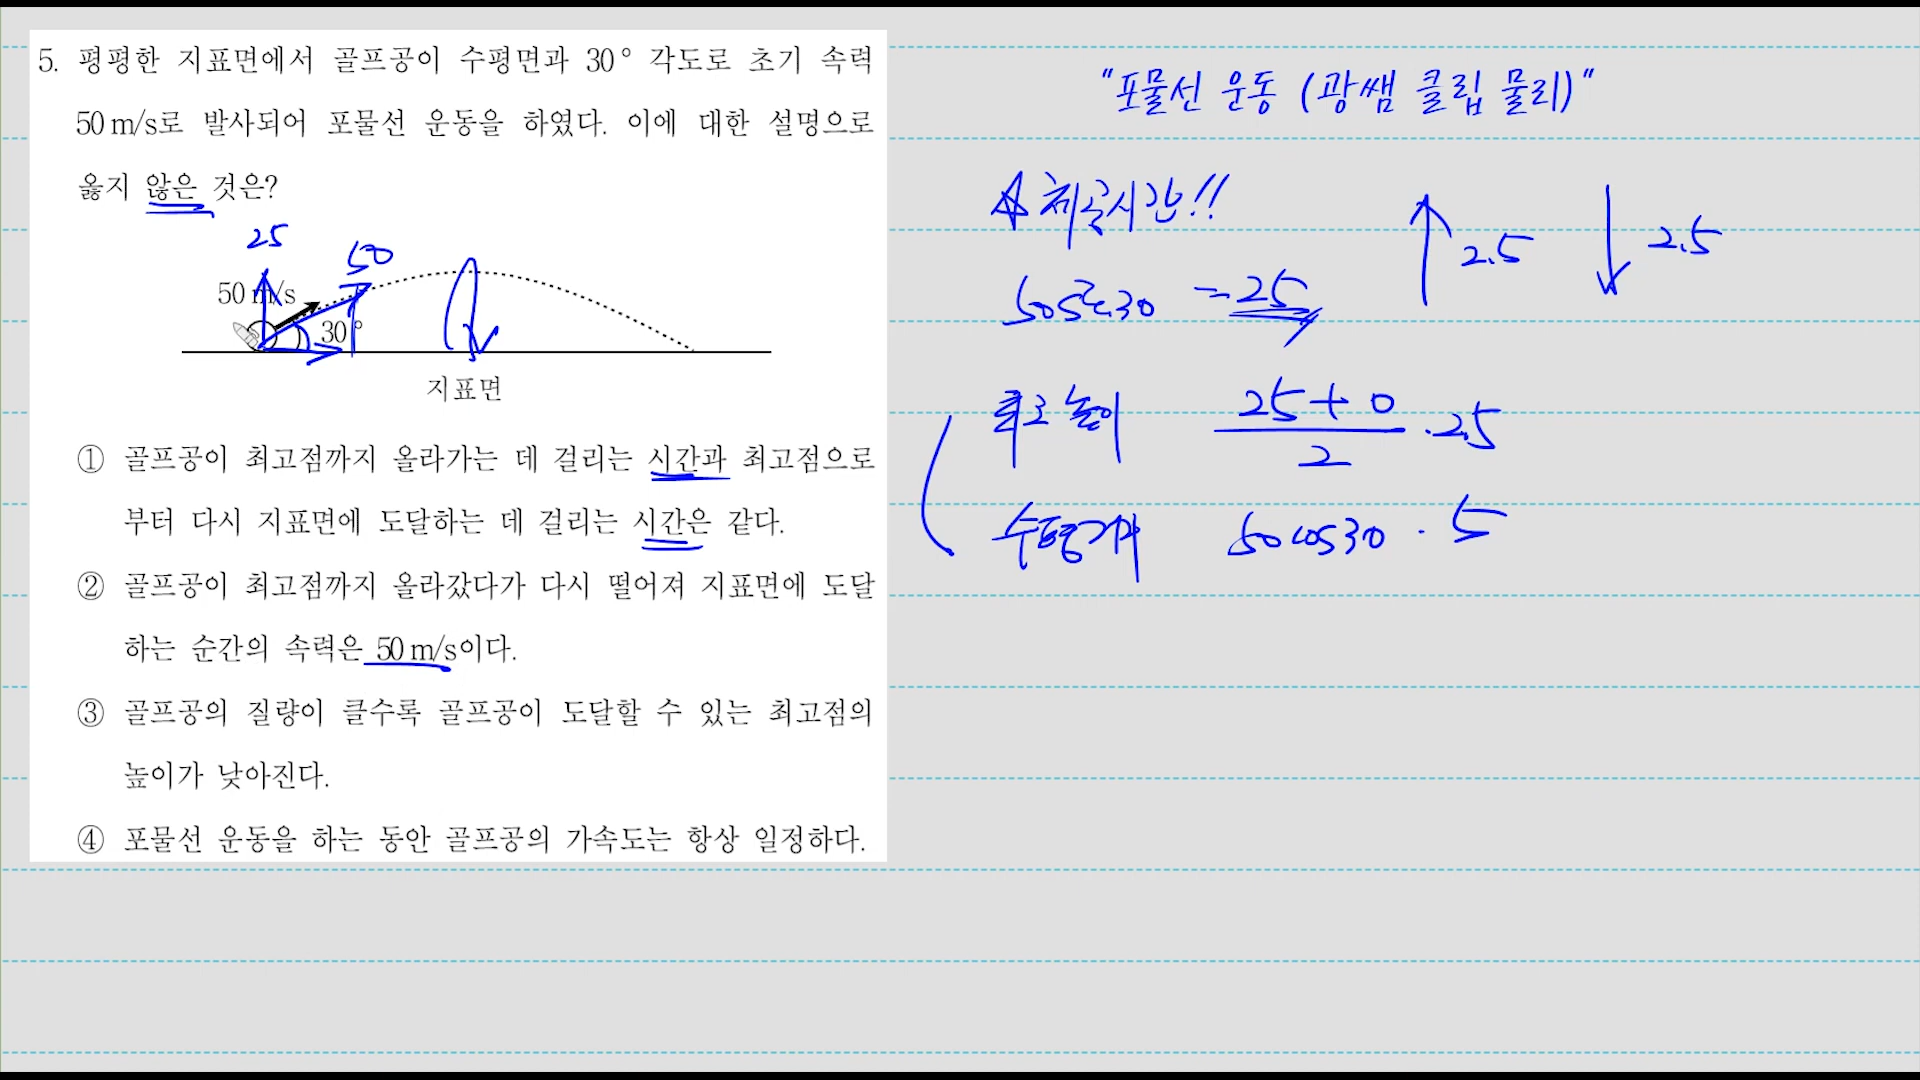 5. 평평한 지표면에서 골프공이 수평면과 30° 각도로 초기 속력
50 m/s로 발사되어 포물선 운동을 하였다. 이에 대한 설명으로
옳지 않은 것은?
25
50
50 m/s
30°
지표면
① 골프공이 최고점까지 올라가는 데 걸리는 시간과 최고점으로
부터 다시 지표면에 도달하는 데 걸리는 시간은 같다.
② 골프공이 최고점까지 올라갔다가 다시 떨어져 지표면에 도달
하는 순간의 속력은 50 m/s이다.
③ 골프공의 질량이 클수록 골프공이 도달할 수 있는 최고점의
높이가 낮아진다.
④ 포물선 운동을 하는 동안 골프공의 가속도는 항상 일정하다.
"포물선 운동 (광쌤 클립 물리)"
☆ 체공시간!!
2.5
2.5
30 = 25
최고 높이 25+0/2 · 2.5
수평거리 50cos30 · 5